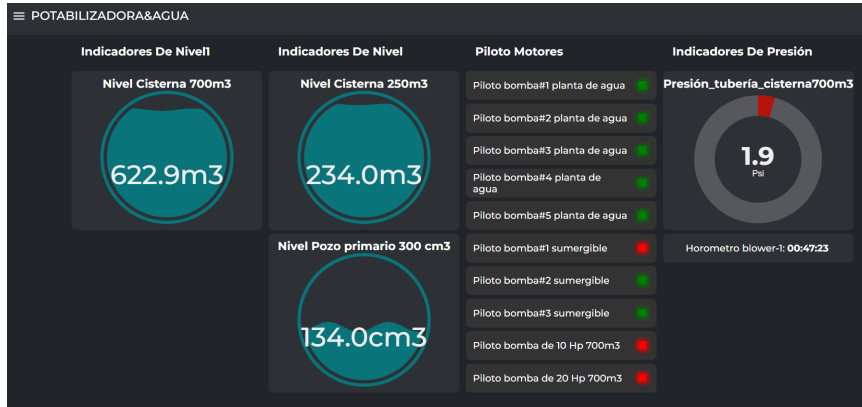 POTABILIZADORA&AGUA
Indicadores De Nivel1
Nivel Cisterna 700m3
622.9m3
Indicadores De Nivel
Nivel Cisterna 250m3
234.0m3
Nivel Pozo primario 300 cm3
134.0cm3
Piloto Motores
Piloto bomba#1 planta de agua
Piloto bomba#2 planta de agua
Piloto bomba#3 planta de agua
Piloto bomba#4 planta de
agua
Piloto bomba#5 planta de agua
Piloto bomba#1 sumergible
Piloto bomba#2 sumergible
Piloto bomba#3 sumergible
Piloto bomba de 10 Hp 700m3
Piloto bomba de 20 Hp 700m3
Indicadores De Presión
Presión_tubería_cisterna700m3
1.9
Psi
Horometro blower-1: 00:47:23